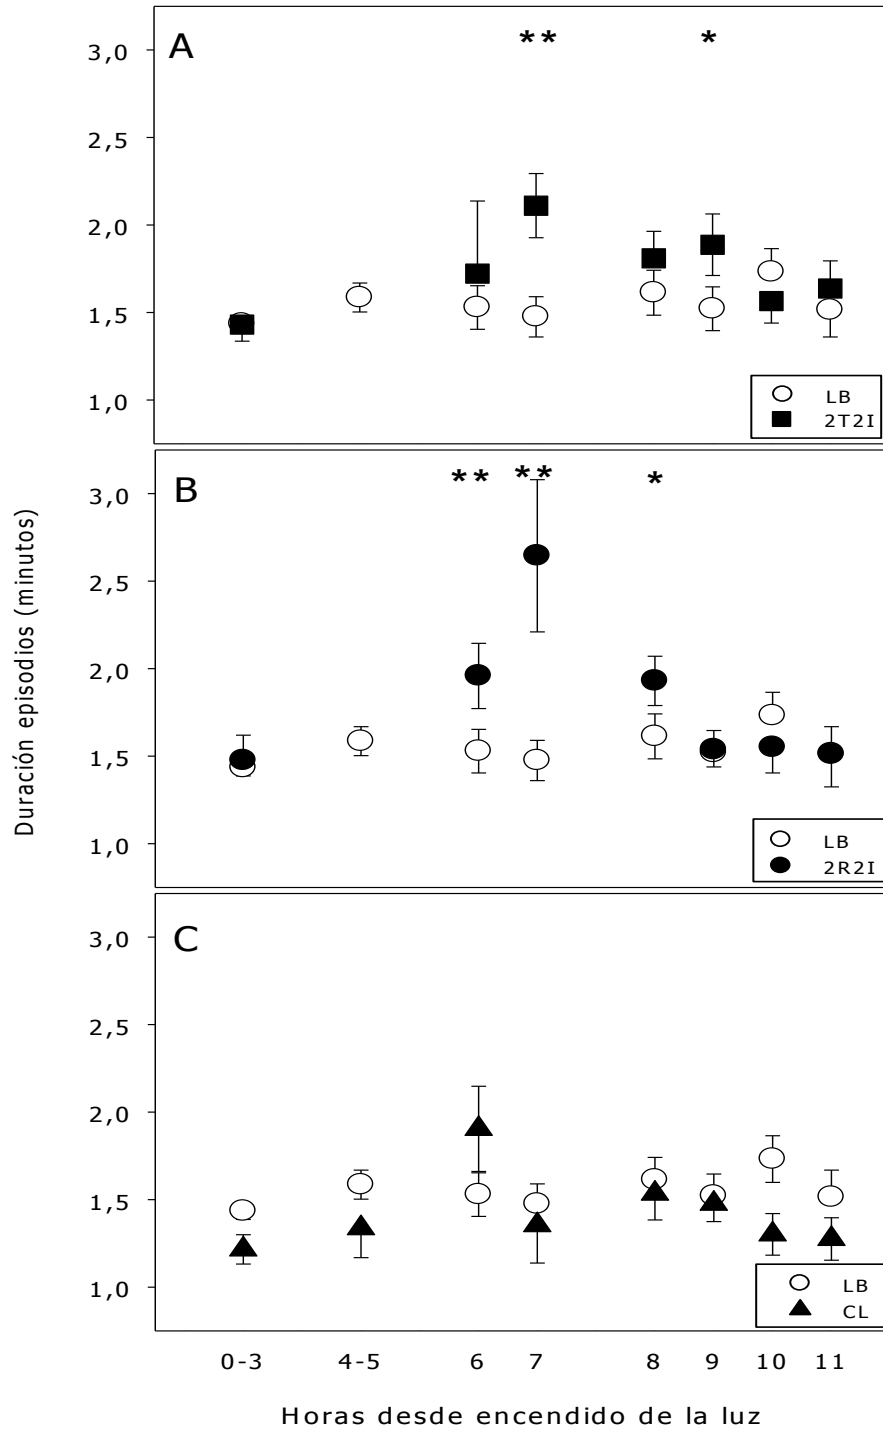 A
** *
3,0
2,5
2,0
1,5
1,0
LB
2T2I
B
** ** *
3,0
2,5
2,0
1,5
1,0
LB
2R2I
Duración episodios (minutos)
C
3,0
2,5
2,0
1,5
1,0
LB
CL
0-3 4-5 6 7 8 9 10 11
Horas desde encendido de la luz